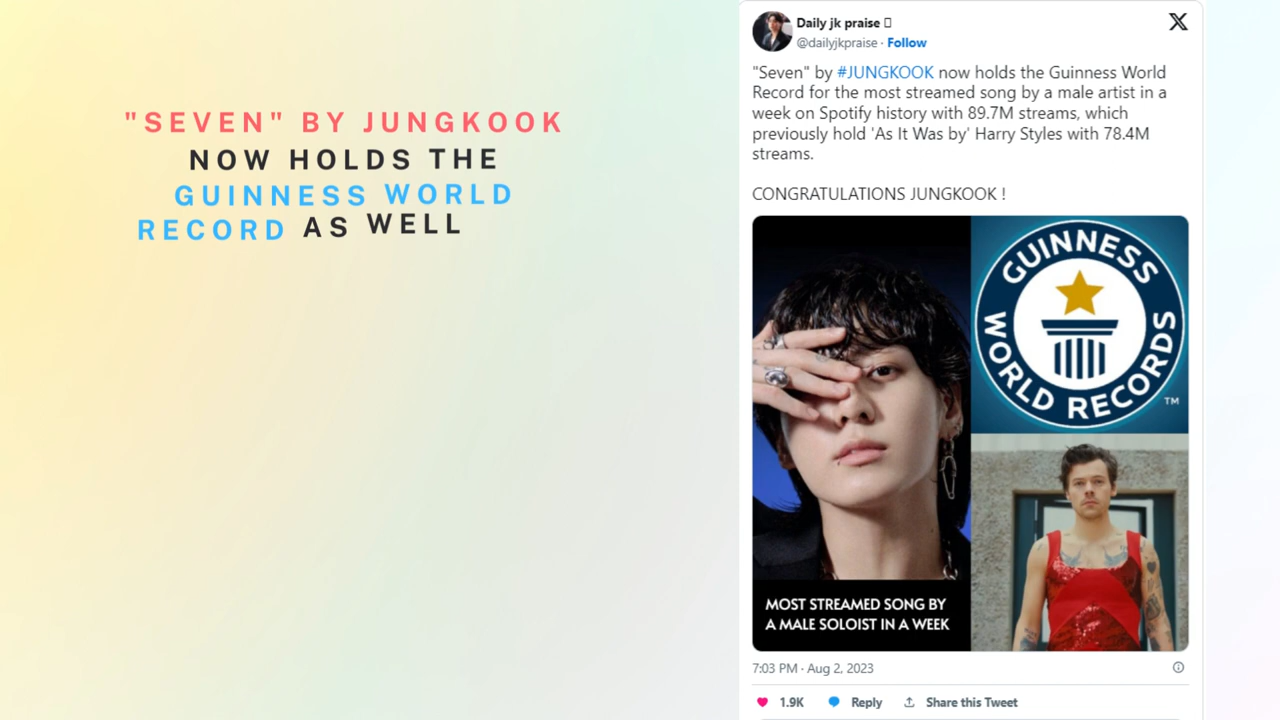 "SEVEN" BY JUNGKOOK
NOW HOLDS THE
GUINNESS WORLD
RECORD AS WELL
Daily jk praise
@dailyjkpraise · Follow
"Seven" by #JUNGKOOK now holds the Guinness World
Record for the most streamed song by a male artist in a
week on Spotify history with 89.7M streams, which
previously hold 'As It Was by' Harry Styles with 78.4M
streams.
CONGRATULATIONS JUNGKOOK !
GUINNESS
WORLD RECORDS
TM
MOST STREAMED SONG BY
A MALE SOLOIST IN A WEEK
7:03 PM · Aug 2, 2023
1.9K Reply Share this Tweet